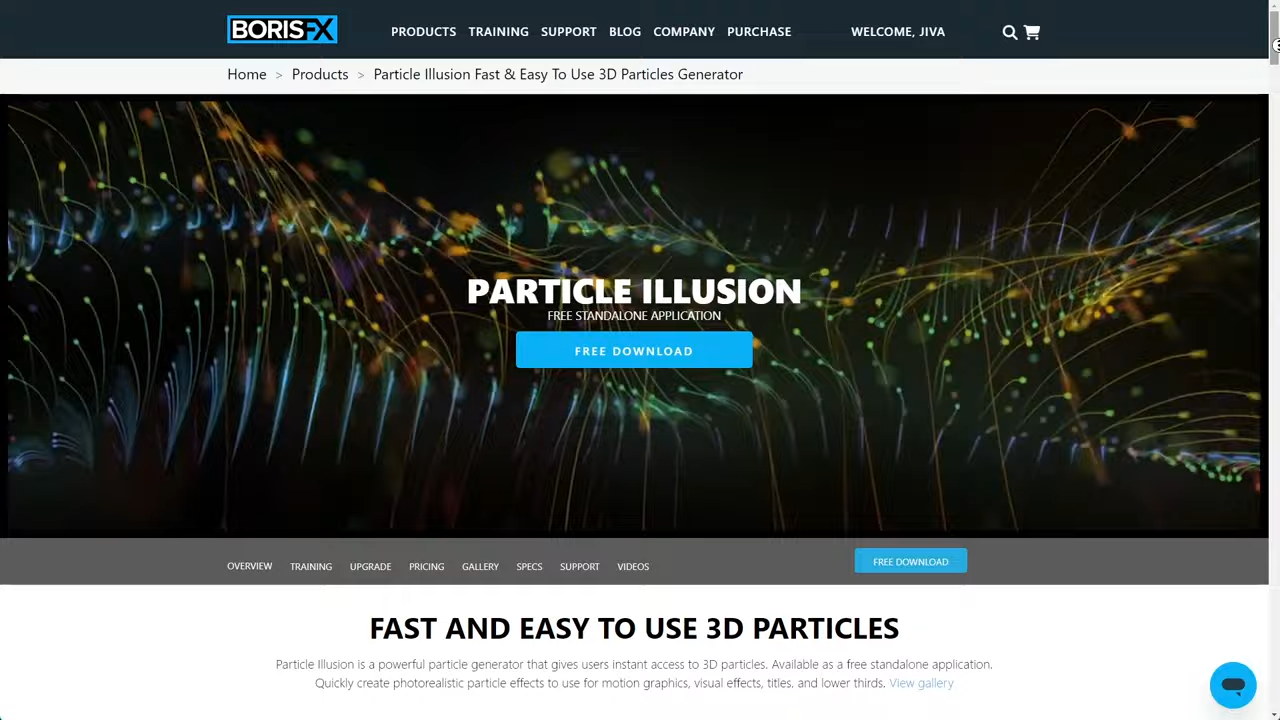 BORISFX
PRODUCTS TRAINING SUPPORT BLOG COMPANY PURCHASE WELCOME, JIVA
Home > Products > Particle Illusion Fast & Easy To Use 3D Particles Generator
PARTICLE ILLUSION
FREE STANDALONE APPLICATION
FREE DOWNLOAD
OVERVIEW TRAINING UPGRADE PRICING GALLERY SPECS SUPPORT VIDEOS FREE DOWNLOAD
FAST AND EASY TO USE 3D PARTICLES
Particle Illusion is a powerful particle generator that gives users instant access to 3D particles. Available as a free standalone application.
Quickly create photorealistic particle effects to use for motion graphics, visual effects, titles, and lower thirds. View gallery